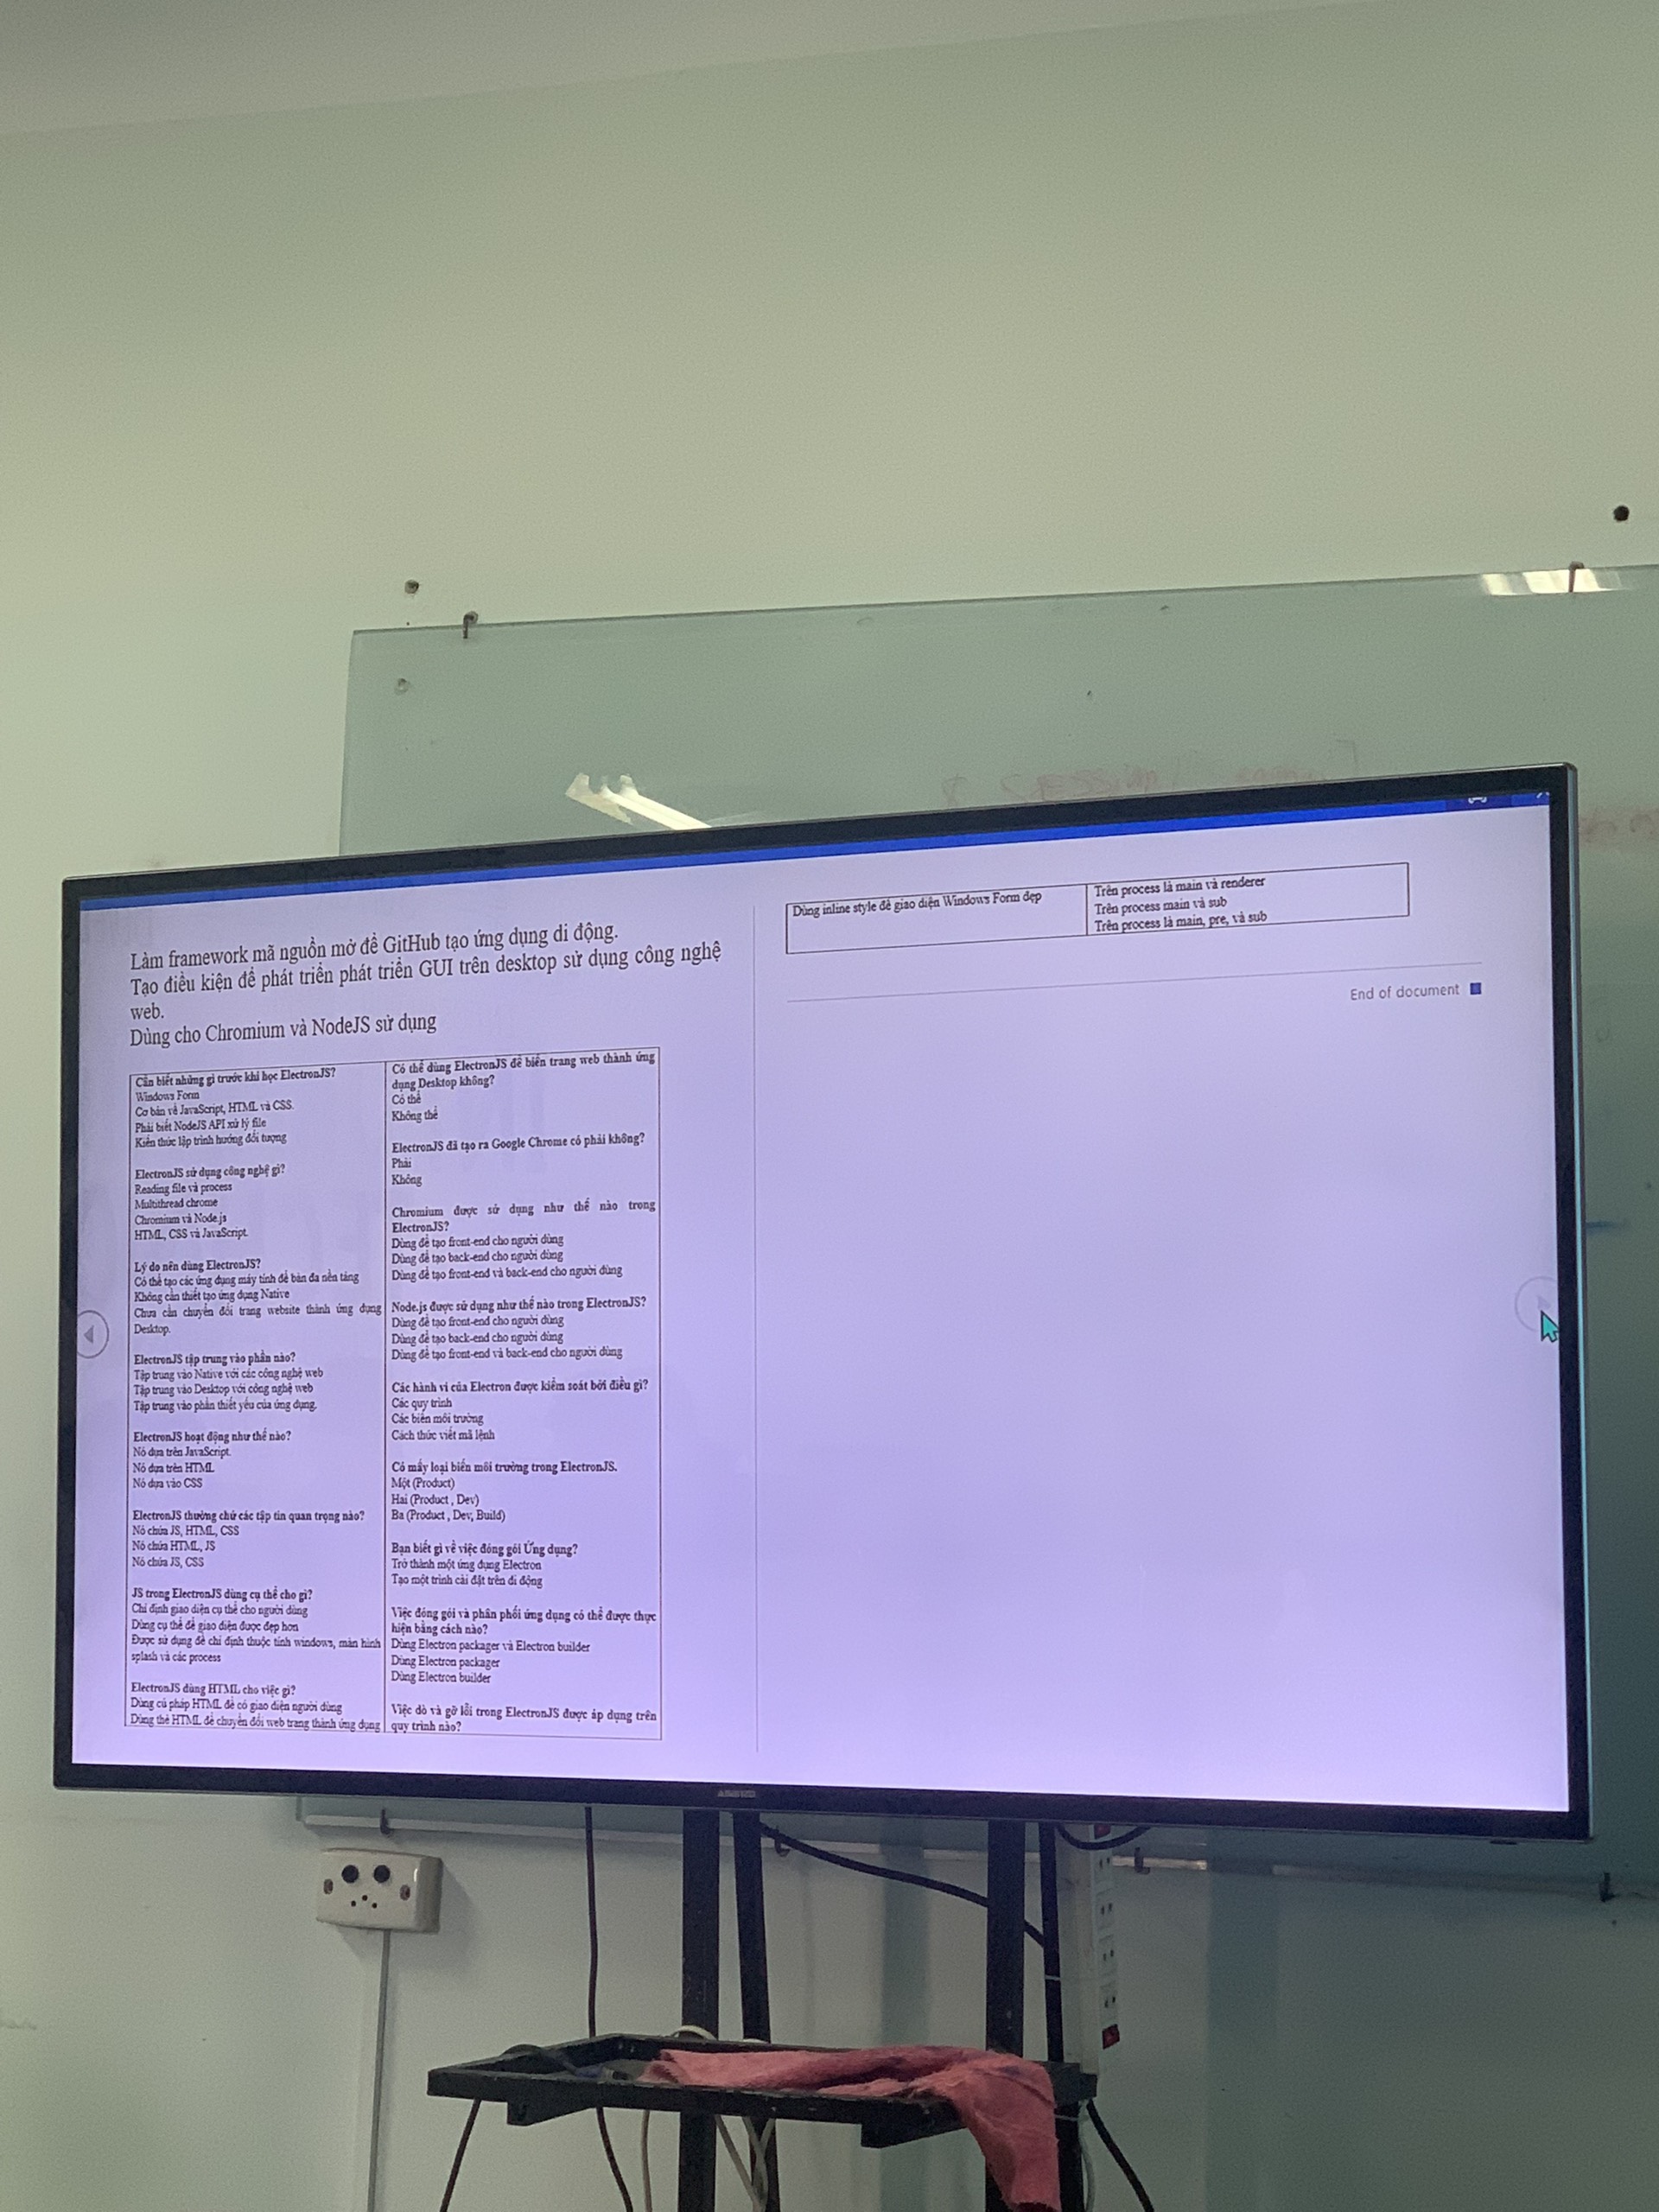 Làm framework mã nguồn mở để GitHub tạo ứng dụng di động.
Tạo điều kiện để phát triển phát triển GUI trên desktop sử dụng công nghệ
web.
Dùng cho Chromium và NodeJS sử dụng
Cần biết những gì trước khi học ElectronJS?
Windows Form
Cơ bản về JavaScript, HTML và CSS.
Phải biết NodeJS API xử lý file
Kiến thức lập trình hướng đối tượng
ElectronJS sử dụng công nghệ gì?
Reading file và process
Multithread chrome
Chromium và Node.js
HTML, CSS và JavaScript.
Lý do nên dùng ElectronJS?
Có thể tạo các ứng dụng máy tính để bàn đa nền tảng
Không cần thiết tạo ứng dụng Native
Chưa cần chuyển đổi trang website thành ứng dụng
Desktop.
ElectronJS tập trung vào phần nào?
Tập trung vào Native với các công nghệ web
Tập trung vào Desktop với công nghệ web
Tập trung vào phần thiết yếu của ứng dụng.
ElectronJS hoạt động như thế nào?
Nó dựa trên JavaScript.
Nó dựa trên HTML
Nó dựa vào CSS
ElectronJS thường chứ các tập tin quan trọng nào?
Nó chứa JS, HTML, CSS
Nó chứa HTML, JS
Nó chứa JS, CSS
JS trong ElectronJS dùng cụ thể cho gì?
Chỉ định giao diện cụ thể cho người dùng
Dùng cụ thể để giao diện được đẹp hơn
Được sử dụng để chỉ định thuộc tính windows, màn hình
splash và các process
ElectronJS dùng HTML cho việc gì?
Dùng cú pháp HTML để có giao diện người dùng
Dùng thẻ HTML để chuyển đổi web trang thành ứng dụng
Có thể dùng ElectronJS để biến trang web thành ứng
dụng Desktop không?
Có thể
Không thể
ElectronJS đã tạo ra Google Chrome có phải không?
Phải
Không
Chromium được sử dụng như thế nào trong
ElectronJS?
Dùng để tạo front-end cho người dùng
Dùng để tạo back-end cho người dùng
Dùng để tạo front-end và back-end cho người dùng
Node.js được sử dụng như thế nào trong ElectronJS?
Dùng để tạo front-end cho người dùng
Dùng để tạo back-end cho người dùng
Dùng để tạo front-end và back-end cho người dùng
Các hành vi của Electron được kiểm soát bởi điều gì?
Các quy trình
Các biến môi trường
Cách thức viết mã lệnh
Có mấy loại biến môi trường trong ElectronJS.
Một (Product)
Hai (Product , Dev)
Ba (Product , Dev, Build)
Bạn biết gì về việc đóng gói Ứng dụng?
Trở thành một ứng dụng Electron
Tạo một trình cài đặt trên di động
Việc đóng gói và phân phối ứng dụng có thể được thực
hiện bằng cách nào?
Dùng Electron packager và Electron builder
Dùng Electron packager
Dùng Electron builder
Việc dò và gỡ lỗi trong ElectronJS được áp dụng trên
quy trình nào?
Dùng inline style để giao diện Windows Form đẹp
Trên process là main và renderer
Trên process main và sub
Trên process là main, pre, và sub
End of document